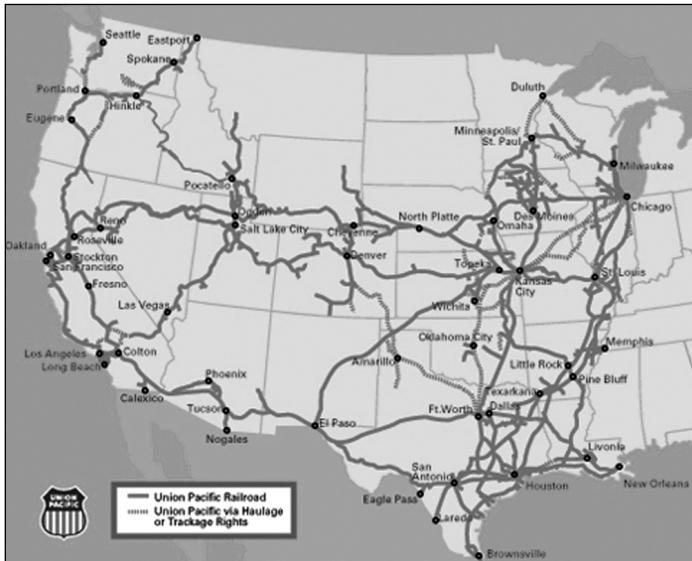 Seattle
Eastport
Spokane
Portland
Hinkle
Eugene
Duluth
Minneapolis/
St. Paul
Milwaukee
Chicago
Pocatello
Ogden
Salt Lake City
Reno
Roseville
Oakland
Stockton
San Francisco
Fresno
Cheyenne
North Platte
Omaha
Des Moines
Denver
Topeka
Kansas
City
St. Louis
Las Vegas
Wichita
Los Angeles
Long Beach
Colton
Calexico
Phoenix
Tucson
Nogales
El Paso
Amarillo
Oklahoma City
Little Rock
Memphis
Pine Bluff
Texarkana
Ft. Worth
Dallas
San
Antonio
Eagle Pass
Laredo
Brownsville
Houston
Livonia
New Orleans
UNION
PACIFIC
Union Pacific Railroad
Union Pacific via Haulage
or Trackage Rights